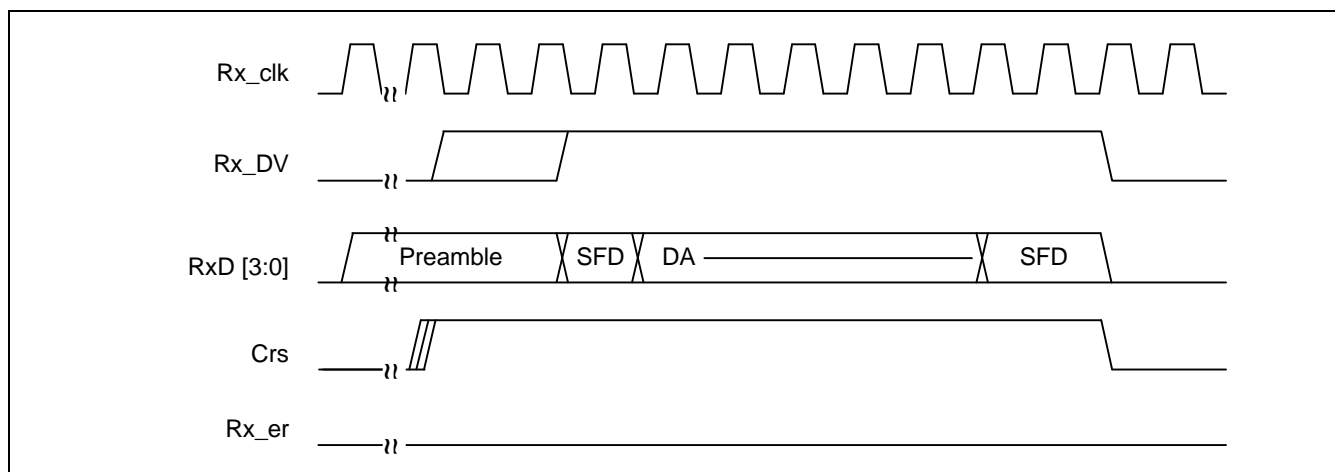 Rx_clk
Rx_DV
RxD [3:0] Preamble SFD DA SFD
Crs
Rx_er